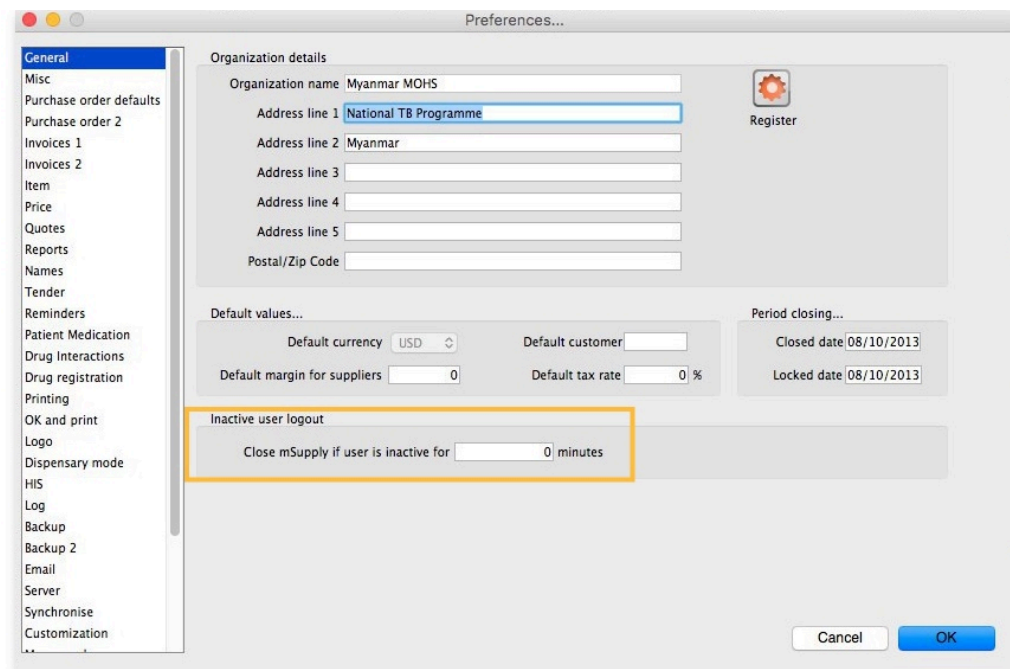 Preferences...
General
Misc
Purchase order defaults
Purchase order 2
Invoices 1
Invoices 2
Item
Price
Quotes
Reports
Names
Tender
Reminders
Patient Medication
Drug Interactions
Drug registration
Printing
OK and print
Logo
Dispensary mode
HIS
Log
Backup
Backup 2
Email
Server
Synchronise
Customization
Organization details
Organization name Myanmar MOHS
Address line 1 National TB Programme
Address line 2 Myanmar
Address line 3
Address line 4
Address line 5
Postal/Zip Code
Register
Default values...
Default currency USD Default customer
Default margin for suppliers 0 Default tax rate 0 %
Period closing...
Closed date 08/10/2013
Locked date 08/10/2013
Inactive user logout
Close mSupply if user is inactive for 0 minutes
Cancel OK